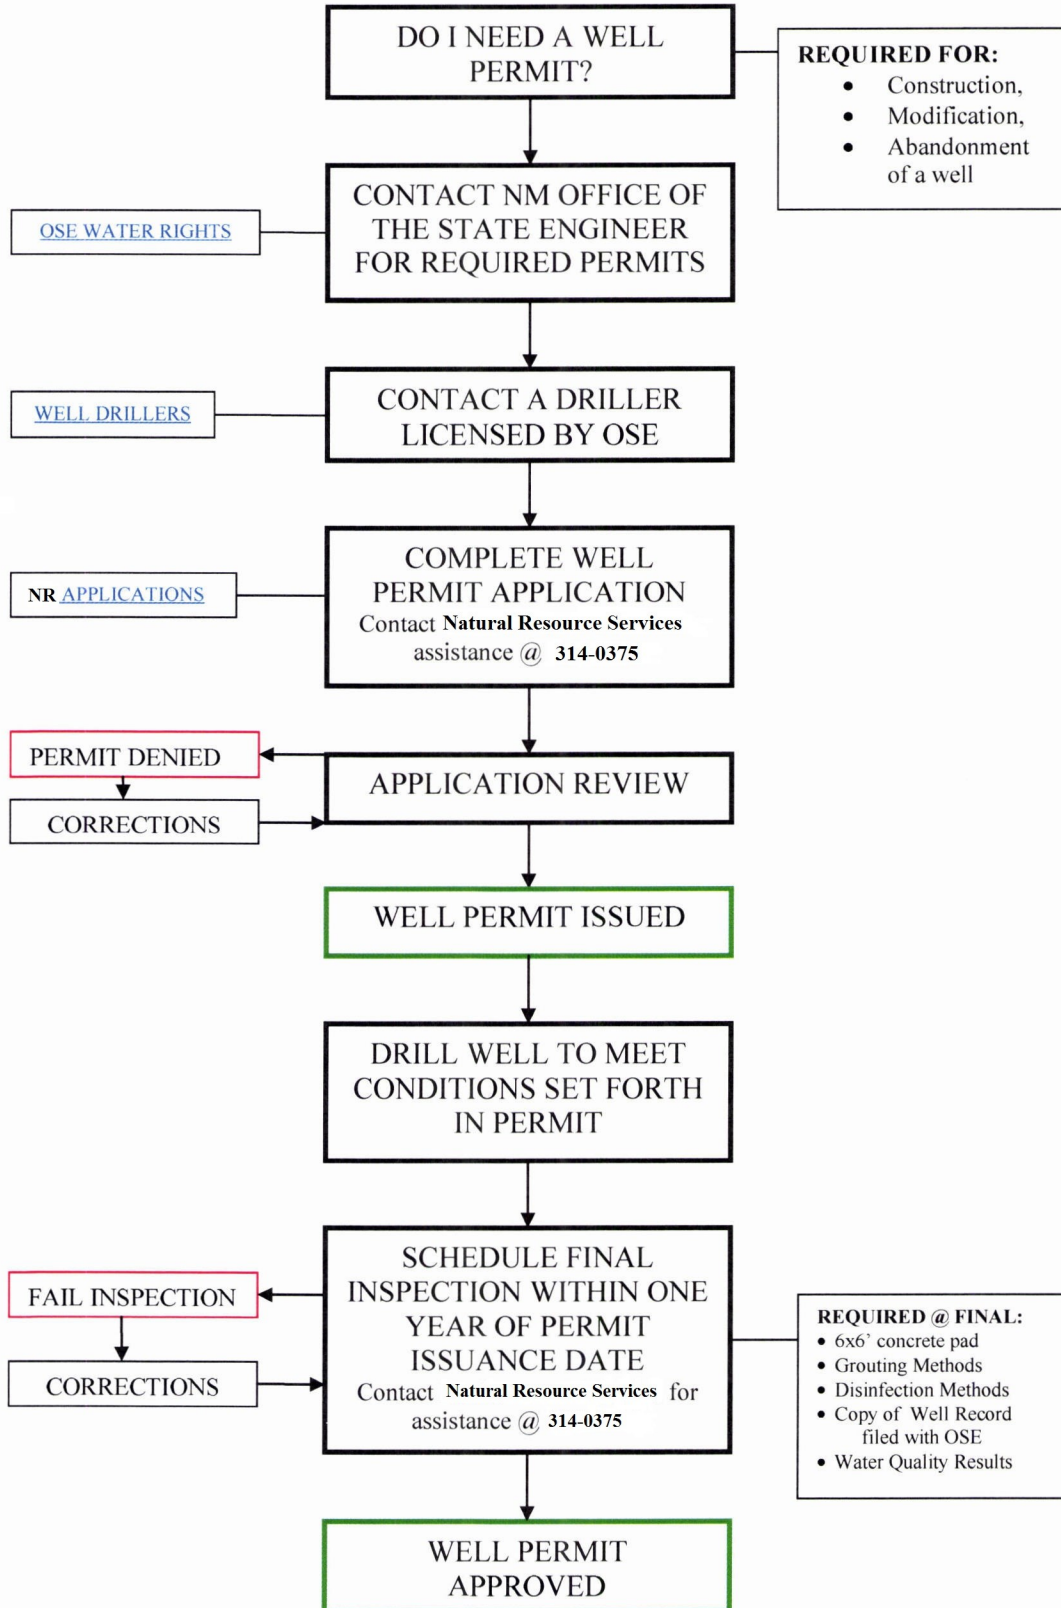 DO I NEED A WELL
PERMIT?
REQUIRED FOR:
• Construction,
• Modification,
• Abandonment
of a well
CONTACT NM OFFICE OF
THE STATE ENGINEER
FOR REQUIRED PERMITS
OSE WATER RIGHTS
CONTACT A DRILLER
LICENSED BY OSE
WELL DRILLERS
COMPLETE WELL
PERMIT APPLICATION
Contact Natural Resource Services
assistance @ 314-0375
NR APPLICATIONS
PERMIT DENIED
APPLICATION REVIEW
CORRECTIONS
WELL PERMIT ISSUED
DRILL WELL TO MEET
CONDITIONS SET FORTH
IN PERMIT
SCHEDULE FINAL
INSPECTION WITHIN ONE
YEAR OF PERMIT
ISSUANCE DATE
Contact Natural Resource Services for
assistance @ 314-0375
FAIL INSPECTION
CORRECTIONS
REQUIRED @ FINAL:
• 6x6' concrete pad
• Grouting Methods
• Disinfection Methods
• Copy of Well Record
filed with OSE
• Water Quality Results
WELL PERMIT
APPROVED